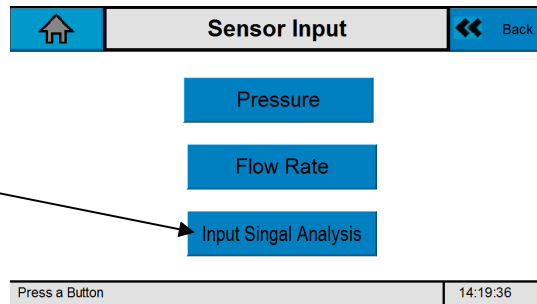 Sensor Input
Back
Pressure
Flow Rate
Input Singal Analysis
Press a Button
14:19:36